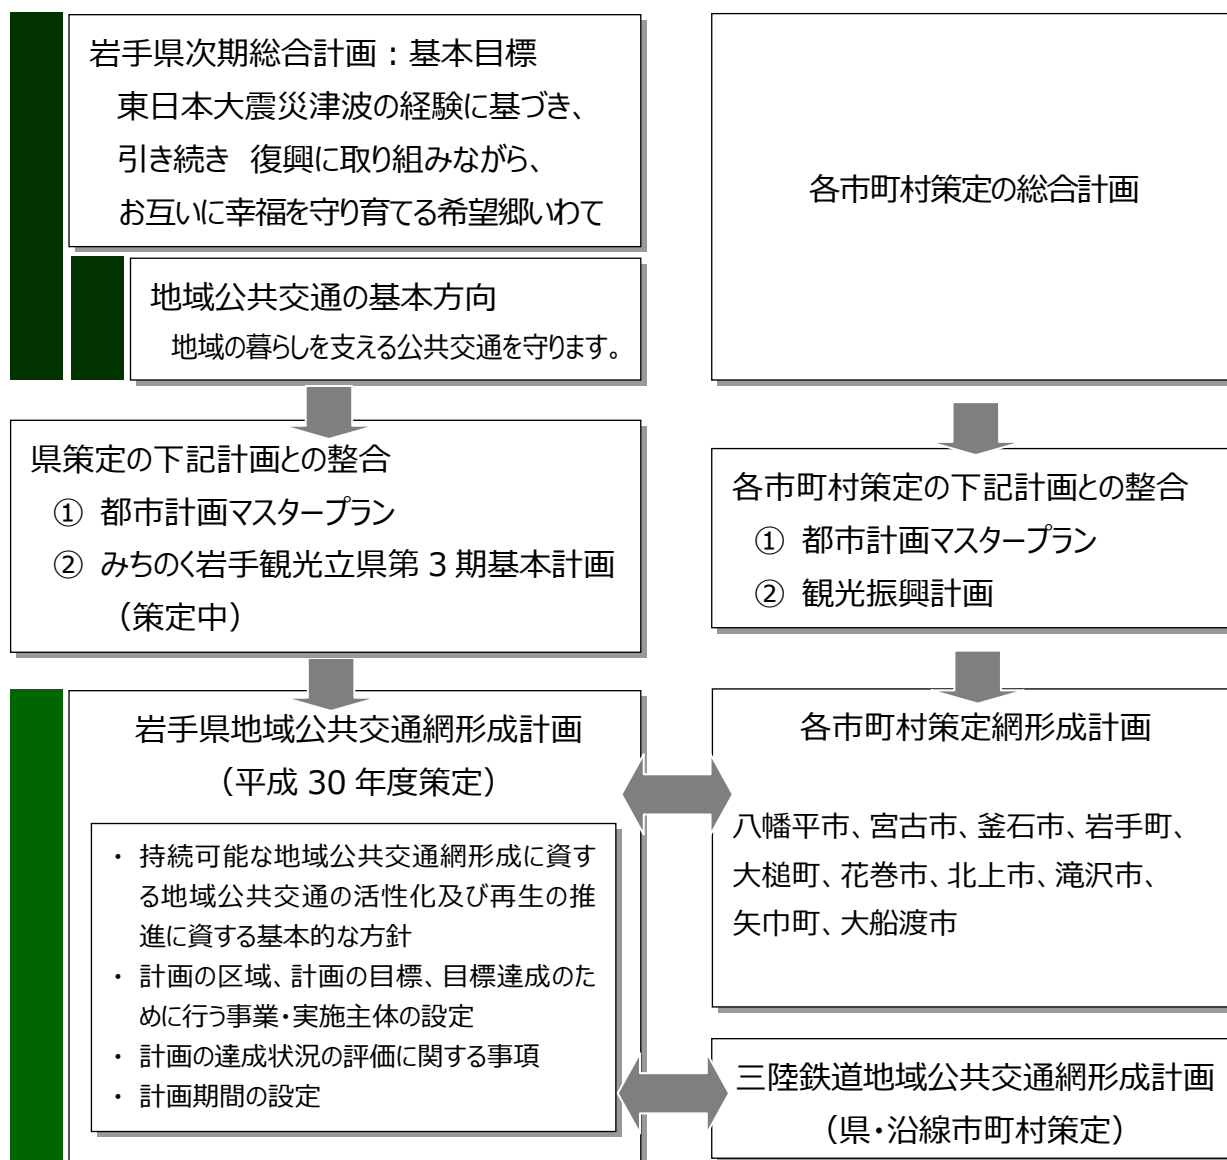 岩手県次期総合計画：基本目標
東日本大震災津波の経験に基づき、
引き続き 復興に取り組みながら、
お互いに幸福を守り育てる希望郷いわて
地域公共交通の基本方向
地域の暮らしを支える公共交通を守ります。
県策定の下記計画との整合
① 都市計画マスタープラン
② みちのく岩手観光立県第 3 期基本計画
（策定中）
岩手県地域公共交通網形成計画
（平成 30 年度策定）
・ 持続可能な地域公共交通網形成に資す
る地域公共交通の活性化及び再生の推
進に資する基本的な方針
・ 計画の区域、計画の目標、目標達成のた
めに行う事業・実施主体の設定
・ 計画の達成状況の評価に関する事項
・ 計画期間の設定
各市町村策定の総合計画
各市町村策定の下記計画との整合
① 都市計画マスタープラン
② 観光振興計画
各市町村策定網形成計画
八幡平市、宮古市、釜石市、岩手町、
大槌町、花巻市、北上市、滝沢市、
矢巾町、大船渡市
三陸鉄道地域公共交通網形成計画
（県・沿線市町村策定）